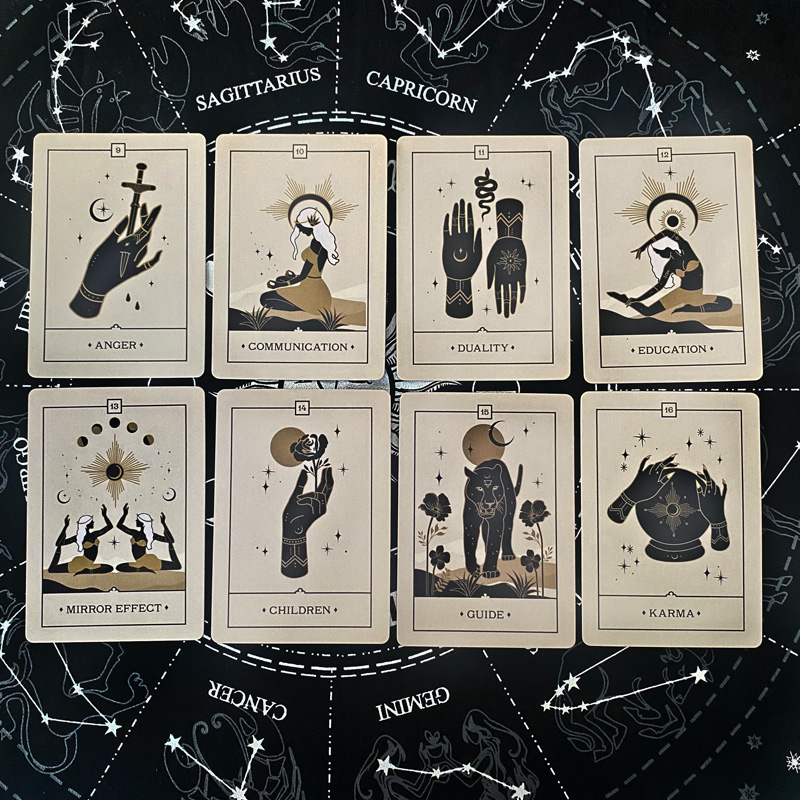 SAGITTARIUS
CAPRICORN
9
♦ ANGER ♦
10
♦ COMMUNICATION ♦
11
♦ DUALITY ♦
12
♦ EDUCATION ♦
13
♦ MIRROR EFFECT ♦
14
♦ CHILDREN ♦
15
♦ GUIDE ♦
16
♦ KARMA ♦
CANCER
GEMINI